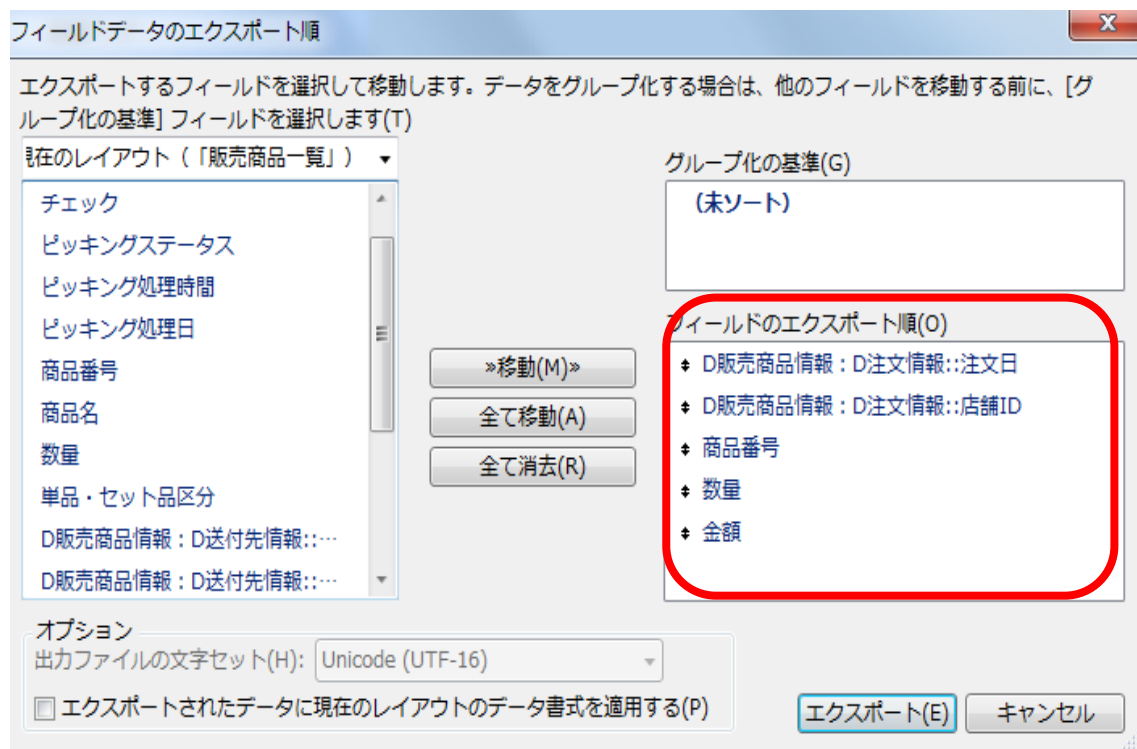 フィールドデータのエクスポート順
X
エクスポートするフィールドを選択して移動します。データをグループ化する場合は、他のフィールドを移動する前に、[グ
ループ化の基準] フィールドを選択します(T)
現在のレイアウト（「販売商品一覧」）
グループ化の基準(G)
チェック
ピッキングステータス
ピッキング処理時間
ピッキング処理日
商品番号
商品名
数量
単品・セット品区分
D販売商品情報：D送付先情報::…
D販売商品情報：D送付先情報::…
»移動(M)»
全て移動(A)
全て消去(R)
（未ソート）
フィールドのエクスポート順(O)
D販売商品情報：D注文情報::注文日
D販売商品情報：D注文情報::店舗ID
商品番号
数量
金額
オプション
出力ファイルの文字セット(H): Unicode (UTF-16)
エクスポートされたデータに現在のレイアウトのデータ書式を適用する(P)
エクスポート(E)
キャンセル